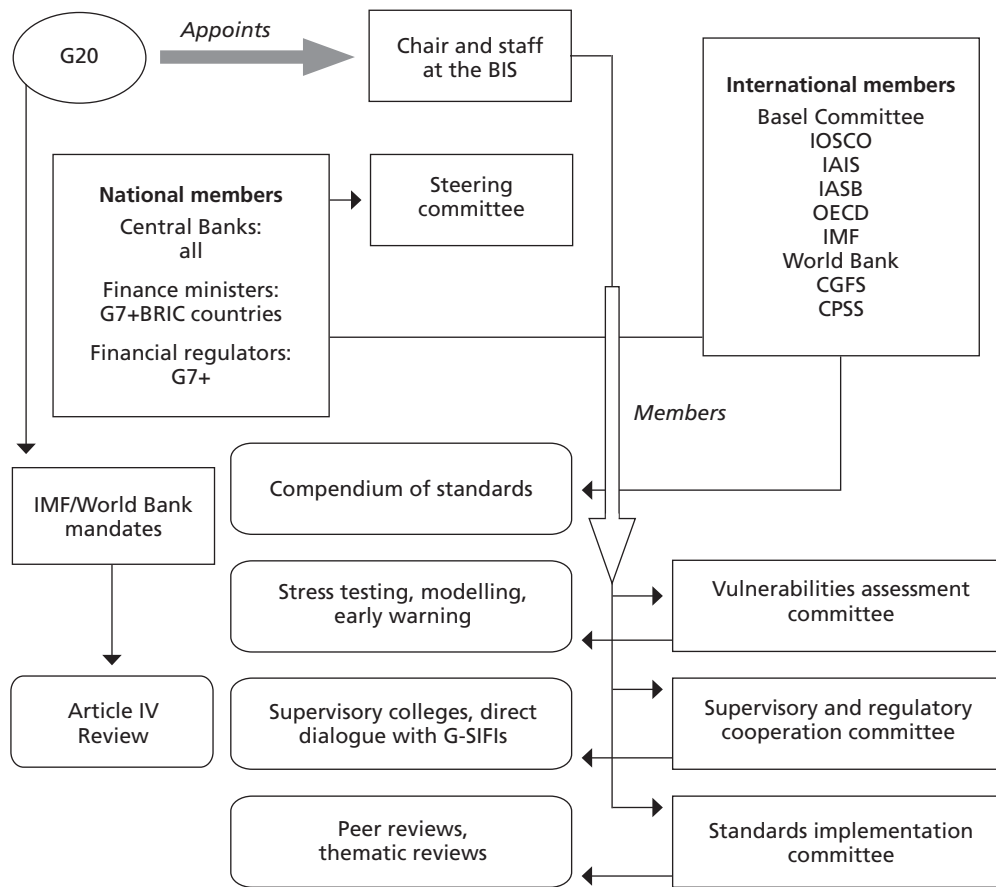 G20
Appoints
Chair and staff
at the BIS
International members
Basel Committee
IOSCO
IAIS
IASB
OECD
IMF
World Bank
CGFS
CPSS
National members
Central Banks:
all
Finance ministers:
G7+BRIC countries
Financial regulators:
G7+
Steering
committee
Members
IMF/World Bank
mandates
Compendium of standards
Stress testing, modelling,
early warning
Vulnerabilities assessment
committee
Article IV
Review
Supervisory colleges, direct
dialogue with G-SIFIs
Supervisory and regulatory
cooperation committee
Peer reviews,
thematic reviews
Standards implementation
committee